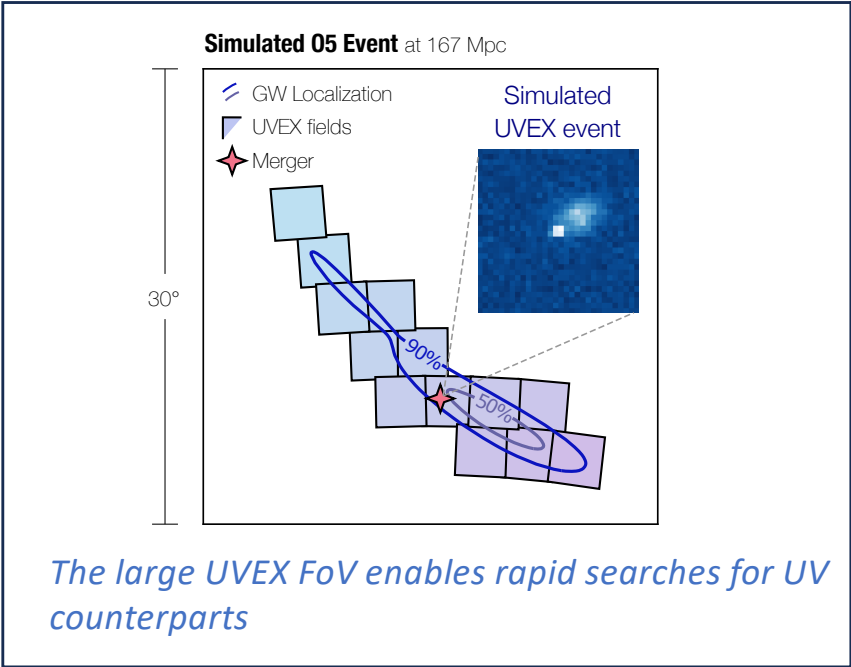 Simulated O5 Event at 167 Mpc
GW Localization
UVEX fields
Merger
Simulated
UVEX event
30°
90%
50%
The large UVEX FoV enables rapid searches for UV
counterparts